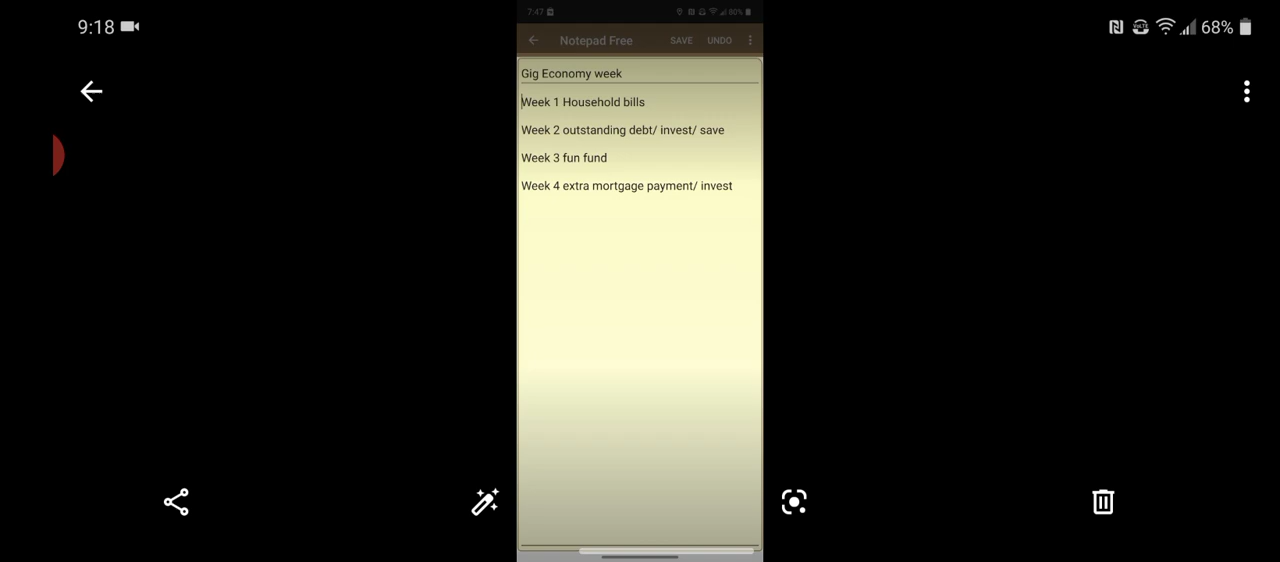 9:18
VoLTE
68%
7:47
80%
Notepad Free
SAVE
UNDO
Gig Economy week
Week 1 Household bills
Week 2 outstanding debt/ invest/ save
Week 3 fun fund
Week 4 extra mortgage payment/ invest